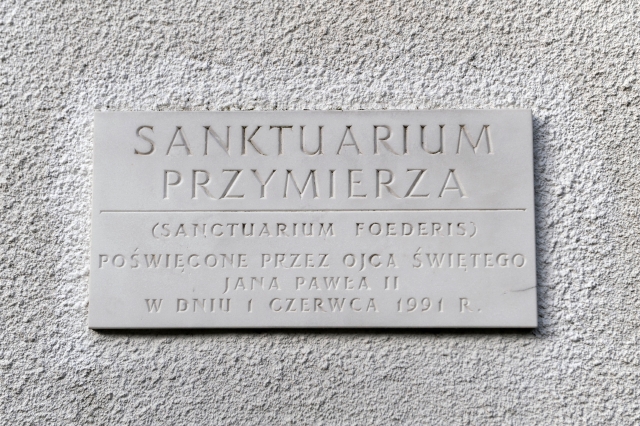 SANKTUARIUM
PRZYMIERZA
(SANCTUARIUM FOEDERIS)
POŚWIĘCONE PRZEZ OJCA ŚWIĘTEGO
JANA PAWŁA II
W DNIU 1 CZERWCA 1991 R.